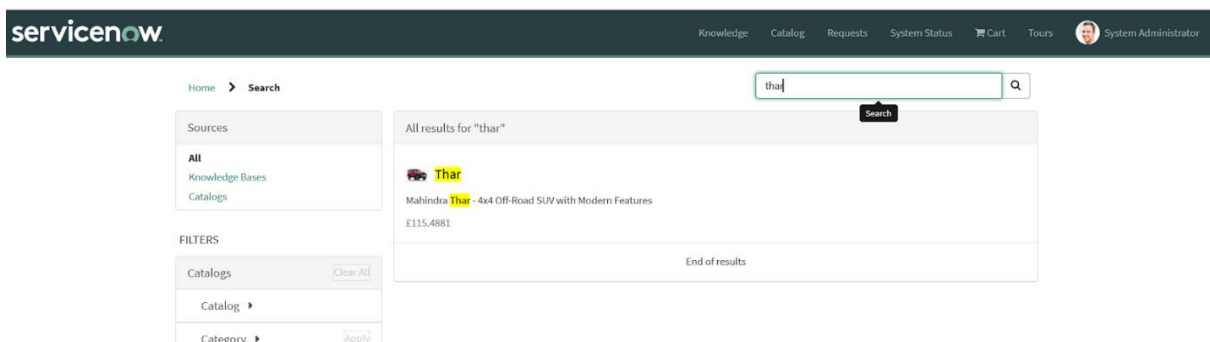 servicenow.
Knowledge Catalog Requests System Status Cart Tours System Administrator
Home > Search
thar
Search
Sources
All
Knowledge Bases
Catalogs
All results for "thar"
Thar
Mahindra Thar - 4x4 Off-Road SUV with Modern Features
£115.4881
End of results
FILTERS
Catalogs Clear All
Catalog
Category Apply